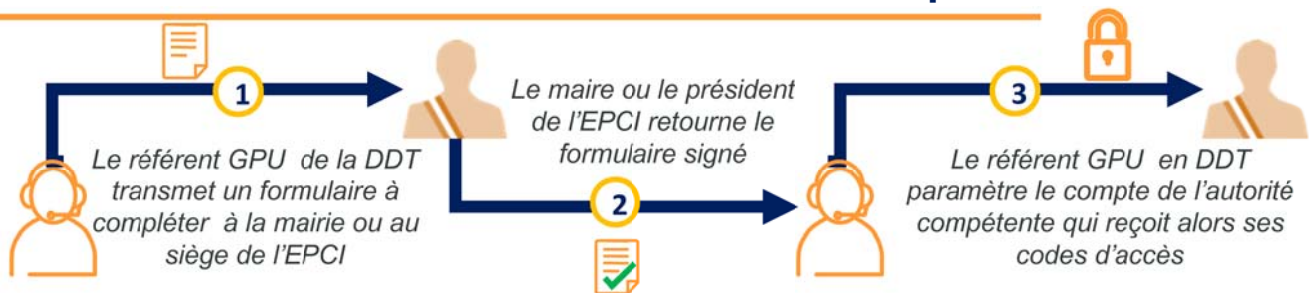 1
Le référent GPU de la DDT
transmet un formulaire à
compléter à la mairie ou au
siège de l'EPCI
Le maire ou le président
de l'EPCI retourne le
formulaire signé
2
3
Le référent GPU en DDT
paramètre le compte de l'autorité
compétente qui reçoit alors ses
codes d'accès